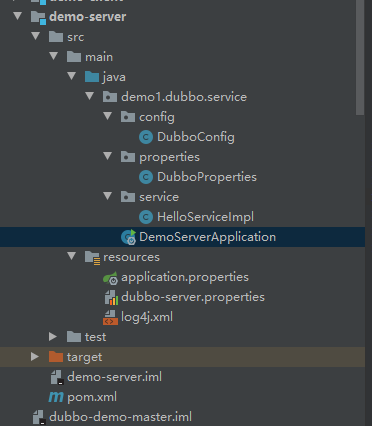 demo-server
src
main
java
demo1.dubbo.service
config
DubboConfig
properties
DubboProperties
service
HelloServiceImpl
DemoServerApplication
resources
application.properties
dubbo-server.properties
log4j.xml
test
target
demo-server.iml
pom.xml
dubbo-demo-master.iml